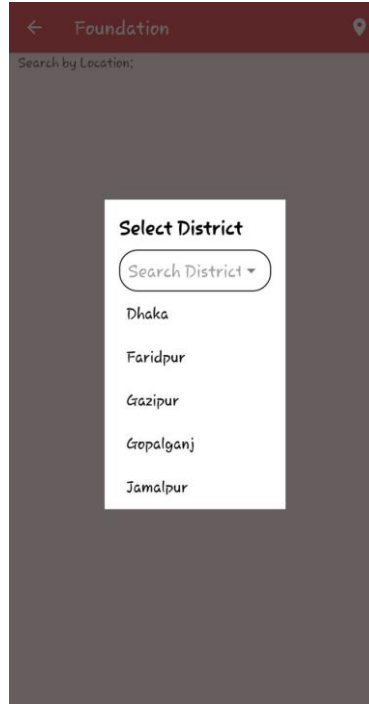 Foundation
Search by Location:
Select District
Search District
Dhaka
Faridpur
Gazipur
Gopalganj
Jamalpur